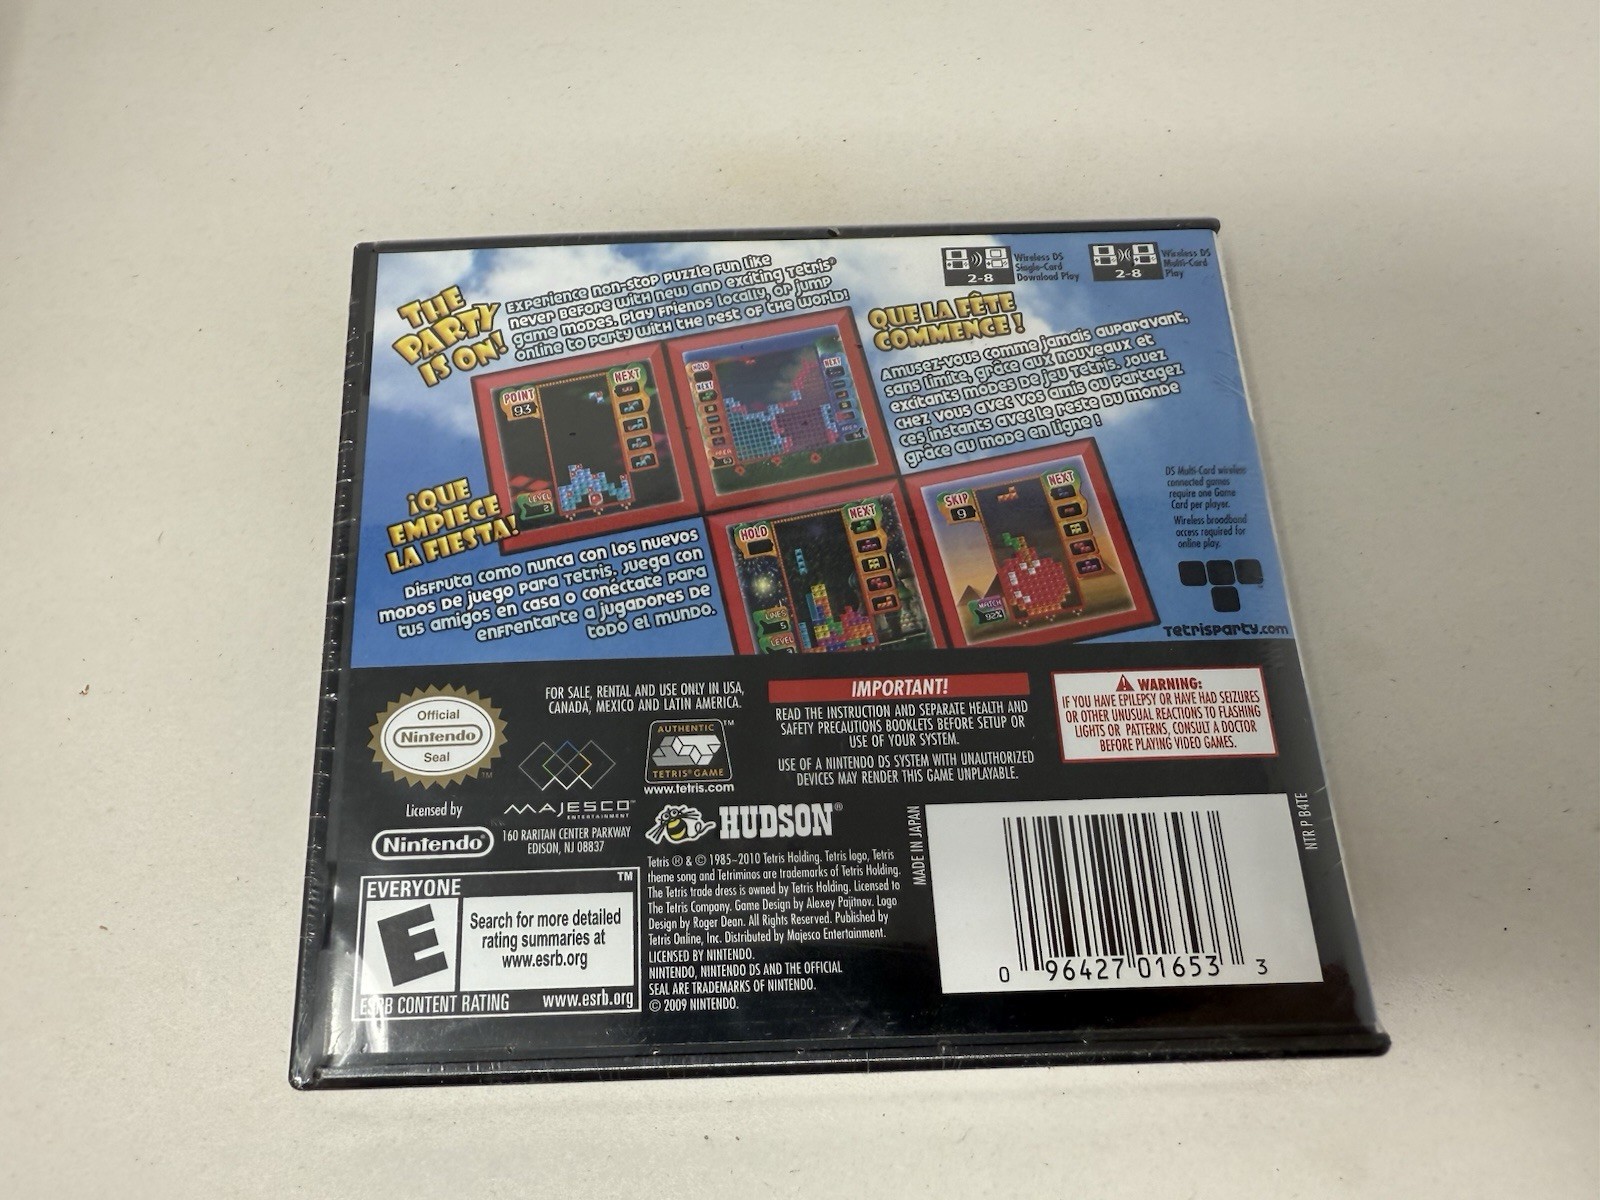 THE
PARTY
IS ON!
Experience non-stop puzzle fun like
never before with new and exciting Tetris®
game modes. Play friends locally, or jump
online to party with the rest of the world!
2-8
Wireless DS
Single-Card
Download Play
2-8
Wireless DS
Multi-Card
Play
QUE LA FÊTE
COMMENCE !
Amusez-vous comme jamais auparavant,
sans limite, grâce aux nouveaux et
excitants modes de jeu Tetris. Jouez
chez vous avec vos amis ou partagez
ces instants avec le reste du monde
grâce au mode en ligne !
POINT
93
NEXT
LEVEL
2
HOLD
NEXT
NEXT
¡QUE
EMPIECE
LA FIESTA!
Disfruta como nunca con los nuevos
modos de juego para Tetris. Juega con
tus amigos en casa o conéctate para
enfrentarte a jugadores de
todo el mundo.
HOLD
NEXT
LINES
5
LEVEL
SKIP
9
NEXT
MATCH
92%
DS Multi-Card wireless
connected games
require one Game
Card per player.
Wireless broadband
access required for
online play.
Tetrisparty.com
Official
Nintendo
Seal
TM
FOR SALE, RENTAL AND USE ONLY IN USA,
CANADA, MEXICO AND LATIN AMERICA.
AUTHENTIC
TETRIS® GAME
TM
www.tetris.com
MAJESCO™
ENTERTAINMENT
160 RARITAN CENTER PARKWAY
EDISON, NJ 08837
Licensed by
Nintendo®
HUDSON®
IMPORTANT!
READ THE INSTRUCTION AND SEPARATE HEALTH AND
SAFETY PRECAUTIONS BOOKLETS BEFORE SETUP OR
USE OF YOUR SYSTEM.
USE OF A NINTENDO DS SYSTEM WITH UNAUTHORIZED
DEVICES MAY RENDER THIS GAME UNPLAYABLE.
WARNING:
IF YOU HAVE EPILEPSY OR HAVE HAD SEIZURES
OR OTHER UNUSUAL REACTIONS TO FLASHING
LIGHTS OR PATTERNS, CONSULT A DOCTOR
BEFORE PLAYING VIDEO GAMES.
EVERYONE
TM
E
Search for more detailed
rating summaries at
www.esrb.org
ESRB CONTENT RATING
www.esrb.org
Tetris ® & © 1985~2010 Tetris Holding. Tetris logo, Tetris
theme song and Tetriminos are trademarks of Tetris Holding.
The Tetris trade dress is owned by Tetris Holding. Licensed to
The Tetris Company. Game Design by Alexey Pajitnov. Logo
Design by Roger Dean. All Rights Reserved. Published by
Tetris Online, Inc. Distributed by Majesco Entertainment.
LICENSED BY NINTENDO.
NINTENDO, NINTENDO DS AND THE OFFICIAL
SEAL ARE TRADEMARKS OF NINTENDO.
© 2009 NINTENDO.
MADE IN JAPAN
0 96427 01653 3
NTR P B4TE